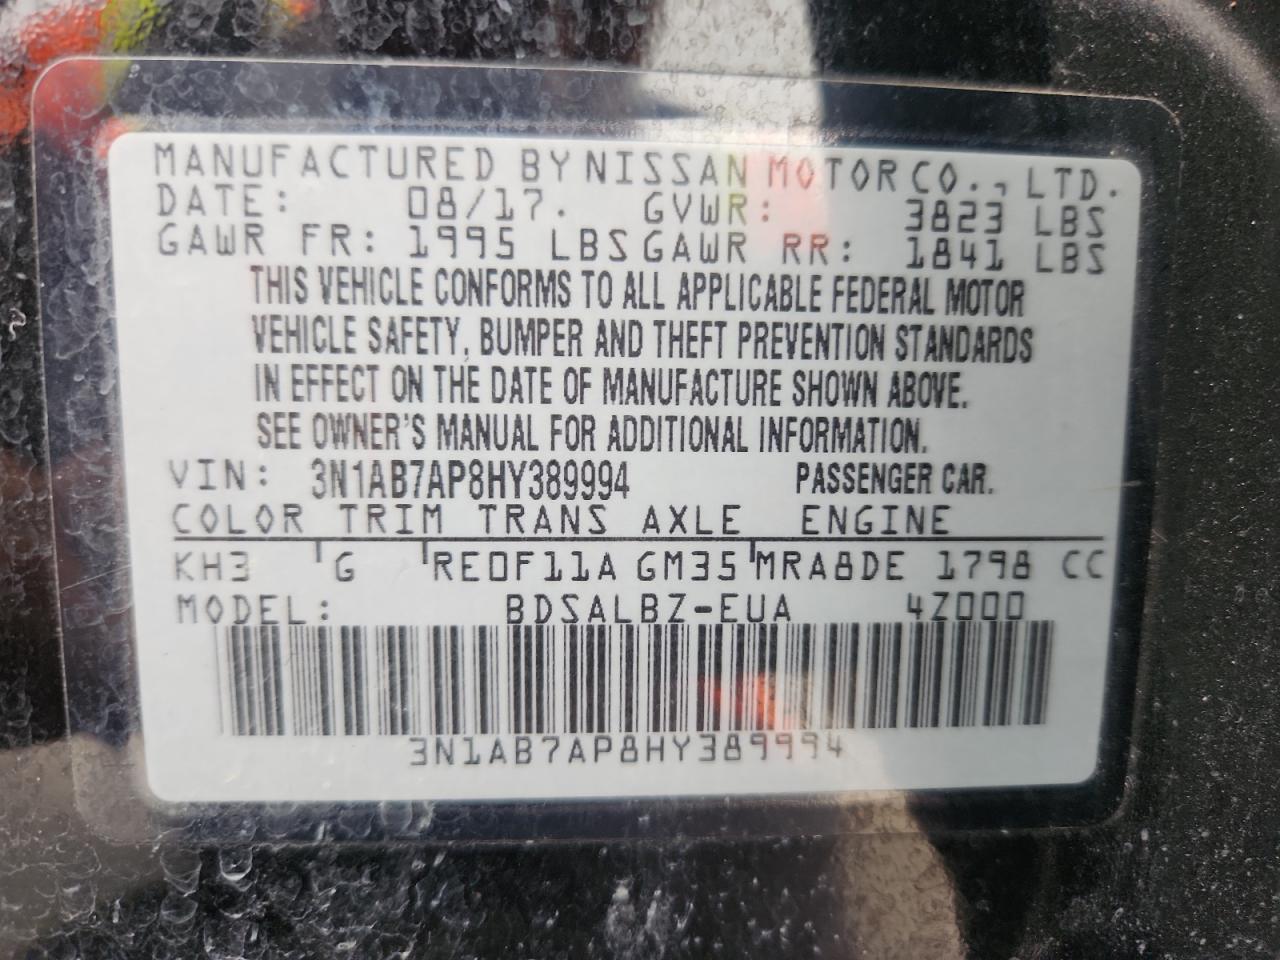 MANUFACTURED BY NISSAN MOTOR CO., LTD.
DATE: 08/17. GVWR: 3823 LBS
GAWR FR: 1995 LBS GAWR RR: 1841 LBS
THIS VEHICLE CONFORMS TO ALL APPLICABLE FEDERAL MOTOR
VEHICLE SAFETY, BUMPER AND THEFT PREVENTION STANDARDS
IN EFFECT ON THE DATE OF MANUFACTURE SHOWN ABOVE.
SEE OWNER'S MANUAL FOR ADDITIONAL INFORMATION.
VIN: 3N1AB7AP8HY389994 PASSENGER CAR.
COLOR TRIM TRANS AXLE ENGINE
KH3 G RE0F11A GM35 MRA8DE 1798 CC
MODEL: BDSALBZ-EUA 4Z000
3N1AB7AP8HY389994